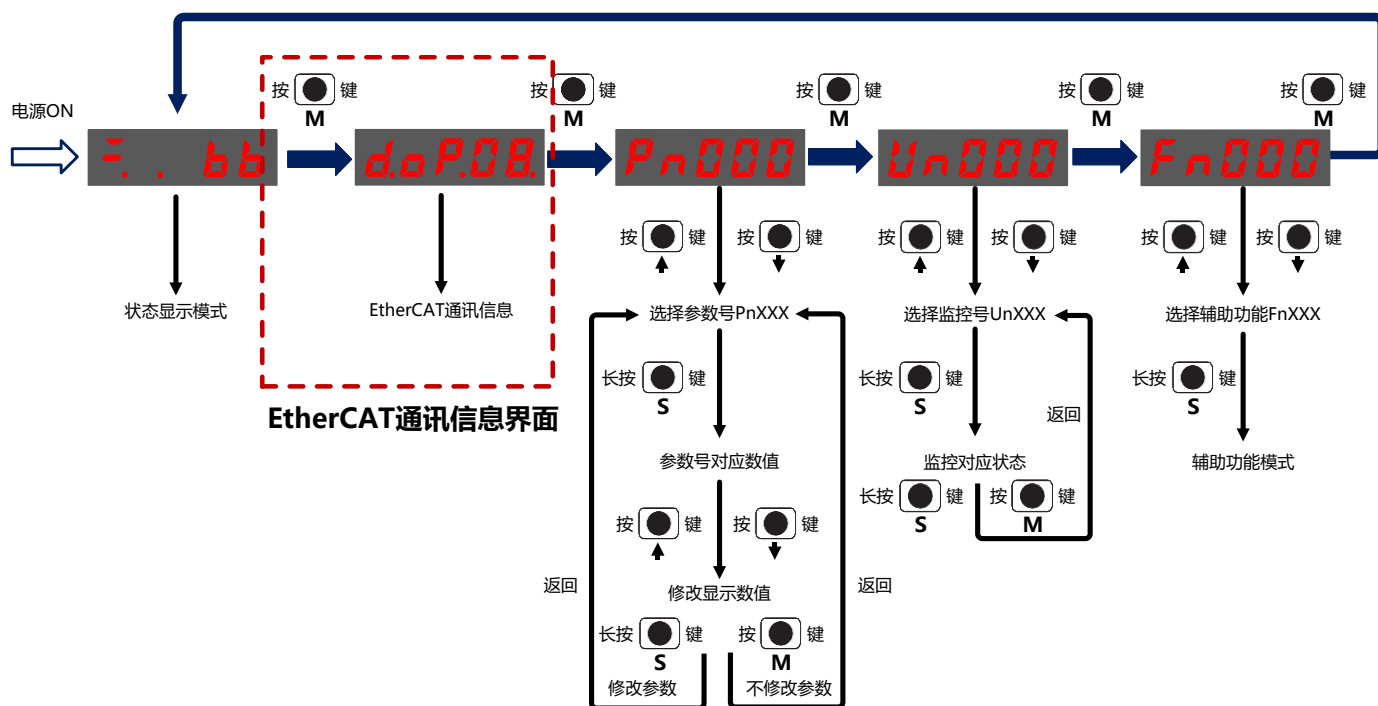 按 键
M
按 键
M
按 键
M
按 键
M
按 键
M
电源ON
bb
d.oP.08.
Pn000
Un000
Fn000
按 键
按 键
按 键
按 键
按 键
按 键
状态显示模式
EtherCAT通讯信息
选择参数号PnXXX
选择监控号UnXXX
选择辅助功能FnXXX
长按 键
S
长按 键
S
长按 键
S
EtherCAT通讯信息界面
返回
参数号对应数值
监控对应状态
辅助功能模式
长按 键
S
按 键
M
按 键
按 键
返回
修改显示数值
返回
长按 键
S
按 键
M
修改参数
不修改参数